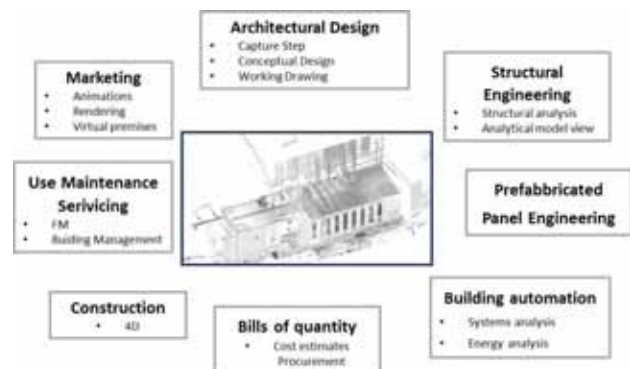 Architectural Design
• Capture Step
• Conceptual Design
• Working Drawing
Marketing
• Animations
• Rendering
• Virtual premises
Structural
Engineering
• Structural analysis
• Analytical model view
Use Maintenance
Serivicing
• FM
• Buiding Management
Prefabbricated
Panel Engineering
Construction
• 4D
Bills of quantity
• Cost estimates
Procurement
Building automation
• Systems analysis
• Energy analysis